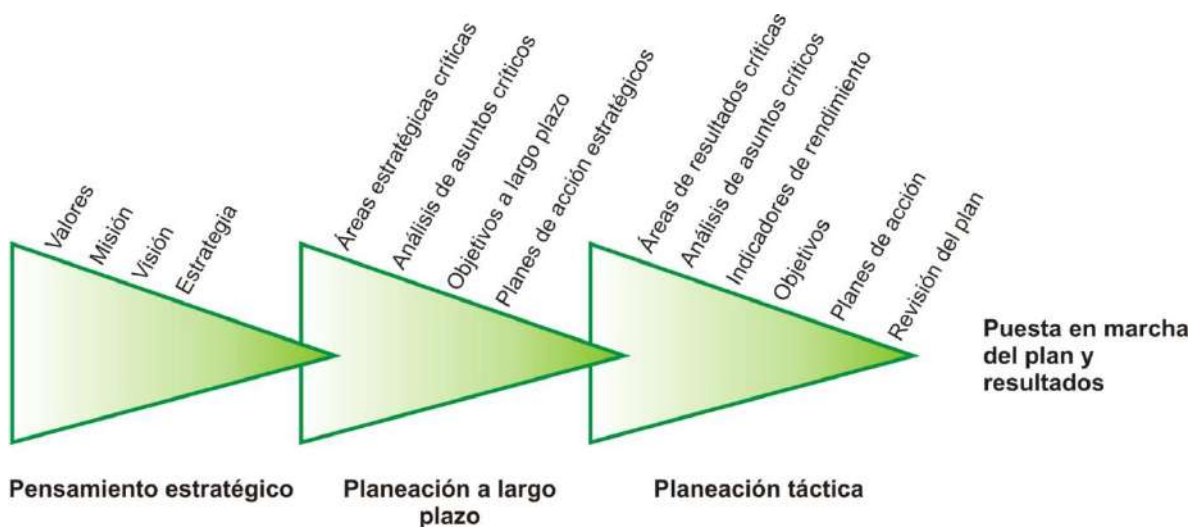 Valores
Misión
Visión
Estrategia
Áreas estratégicas críticas
Análisis de asuntos críticos
Objetivos a largo plazo
Planes de acción estratégicos
Áreas de resultados críticas
Análisis de asuntos críticos
Indicadores de rendimiento
Objetivos
Planes de acción
Revisión del plan
Puesta en marcha
del plan y
resultados
Pensamiento estratégico
Planeación a largo
plazo
Planeación táctica